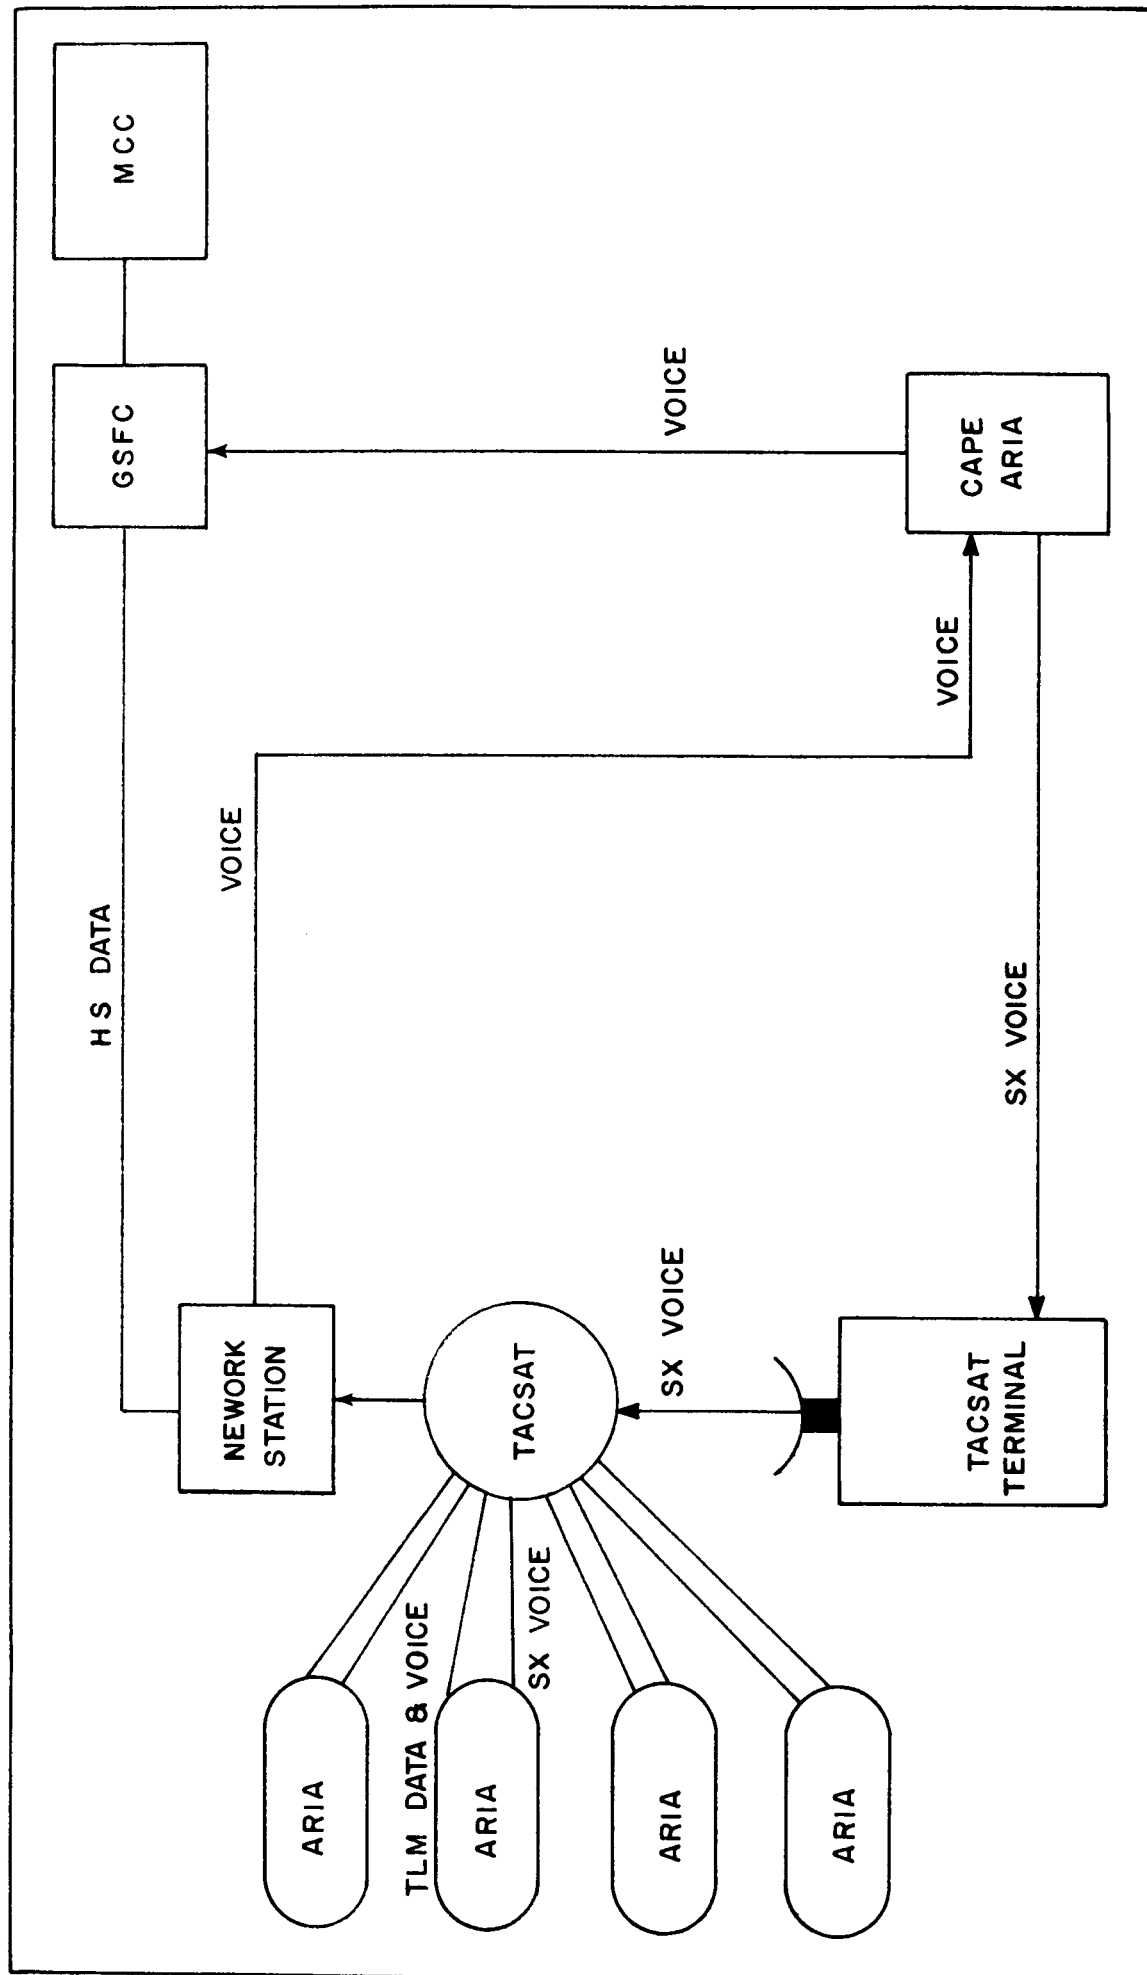 MCC
GSFC
HS DATA
VOICE
VOICE
VOICE
CAPE
ARIA
SX VOICE
NEWORK
STATION
TACSAT
SX VOICE
TACSAT
TERMINAL
ARIA
TLM DATA & VOICE
ARIA
SX VOICE
ARIA
ARIA